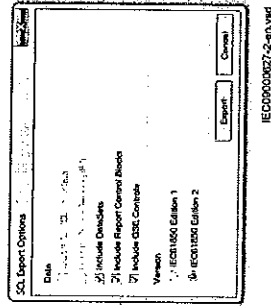 SCL Export Options
Data
Include DataSets
Include Report Control Blocks
Include GSE Controls
Version
IEC61850 Edition 1
IEC61850 Edition 2
Export
Cancel
IEC09000627-2-en.vsd